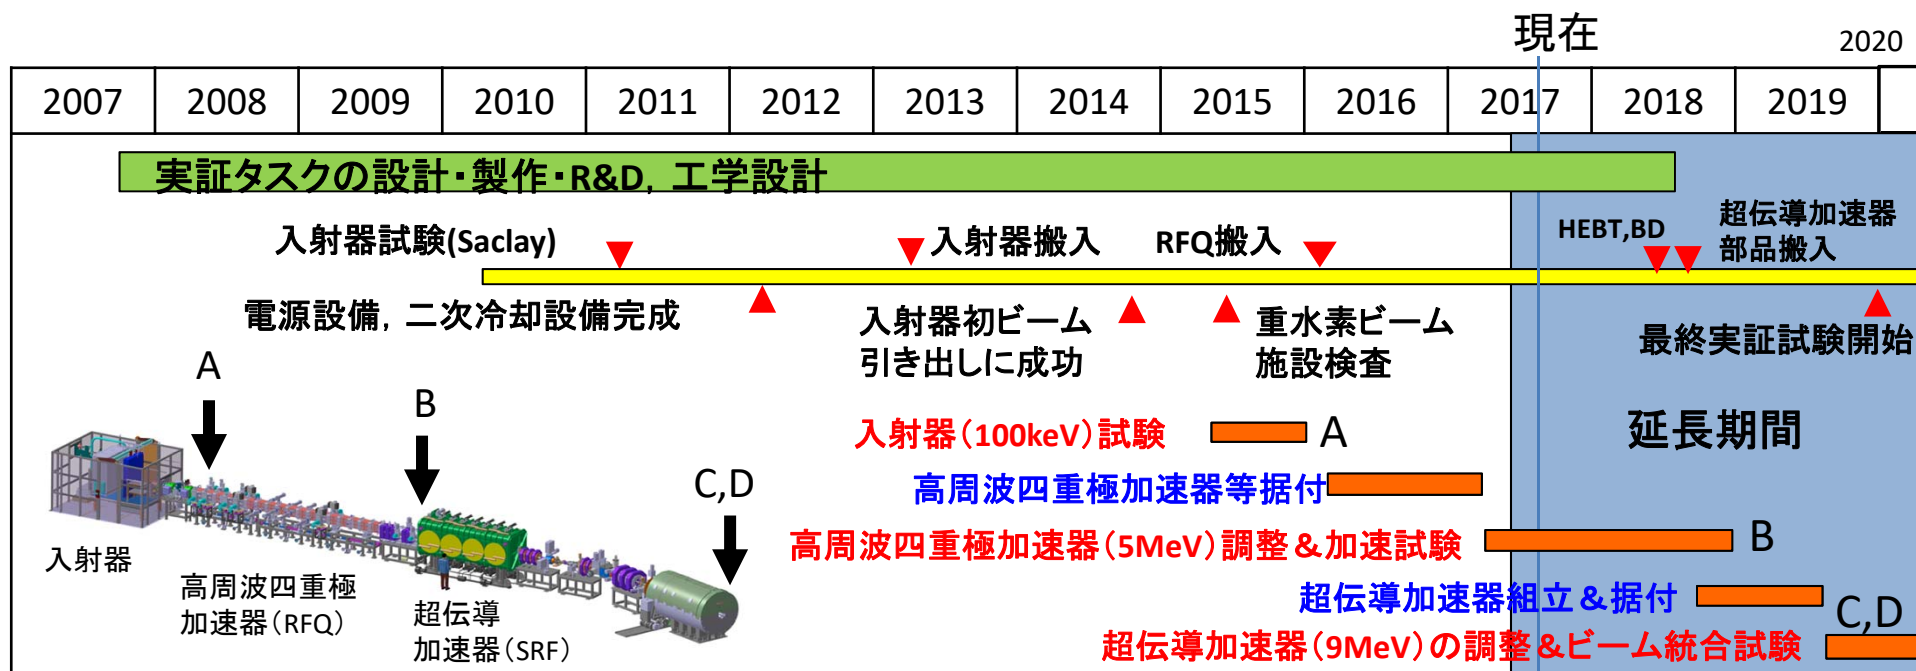 現在
2020
2007 2008 2009 2010 2011 2012 2013 2014 2015 2016 2017 2018 2019
実証タスクの設計・製作・R&D，工学設計
入射器試験(Saclay)
入射器搬入
RFQ搬入
HEBT,BD
超伝導加速器
部品搬入
電源設備，二次冷却設備完成
入射器初ビーム
引き出しに成功
重水素ビーム
施設検査
最終実証試験開始
A
B
C,D
入射器
高周波四重極
加速器（RFQ）
超伝導
加速器（SRF）
延長期間
入射器（100keV）試験
A
高周波四重極加速器等据付
高周波四重極加速器（5MeV）調整＆加速試験
B
超伝導加速器組立＆据付
C,D
超伝導加速器（9MeV）の調整＆ビーム統合試験